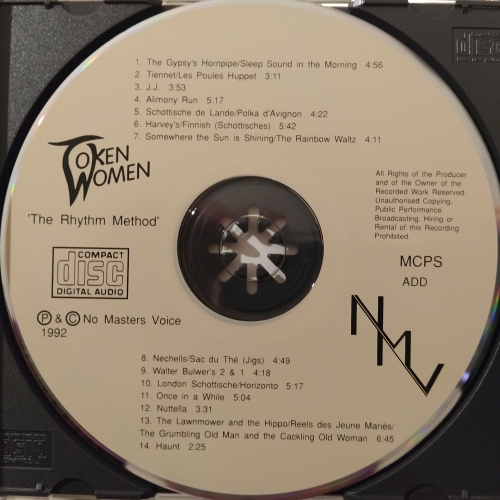 1. The Gypsy's Hornpipe/Sleep Sound in the Morning 4:56
2. Tiennet/Les Poules Huppet 3:11
3. J.J. 3:53
4. Alimony Run 5:17
5. Schottische de Lande/Polka d'Avignon 4:22
6. Harvey's/Finnish (Schottisches) 5:42
7. Somewhere the Sun is Shining/The Rainbow Waltz 4:11
TOKEN
WOMEN
'The Rhythm Method'
COMPACT
disc
DIGITAL AUDIO
Ⓟ & © No Masters Voice
1992
All Rights of the Producer
and of the Owner of the
Recorded Work Reserved.
Unauthorised Copying,
Public Performance,
Broadcasting, Hiring or
Rental of this Recording
Prohibited.
MCPS
ADD
NMV
8. Nechells/Sac du Thé (Jigs) 4:49
9. Walter Bulwer's 2 & 1 4:18
10. London Schottische/Horizonto 5:17
11. Once in a While 5:04
12. Nuttella 3:31
13. The Lawnmower and the Hippo/Reels des Jeune Mariés/
The Grumbling Old Man and the Cackling Old Woman 6:45
14. Haunt 2:25